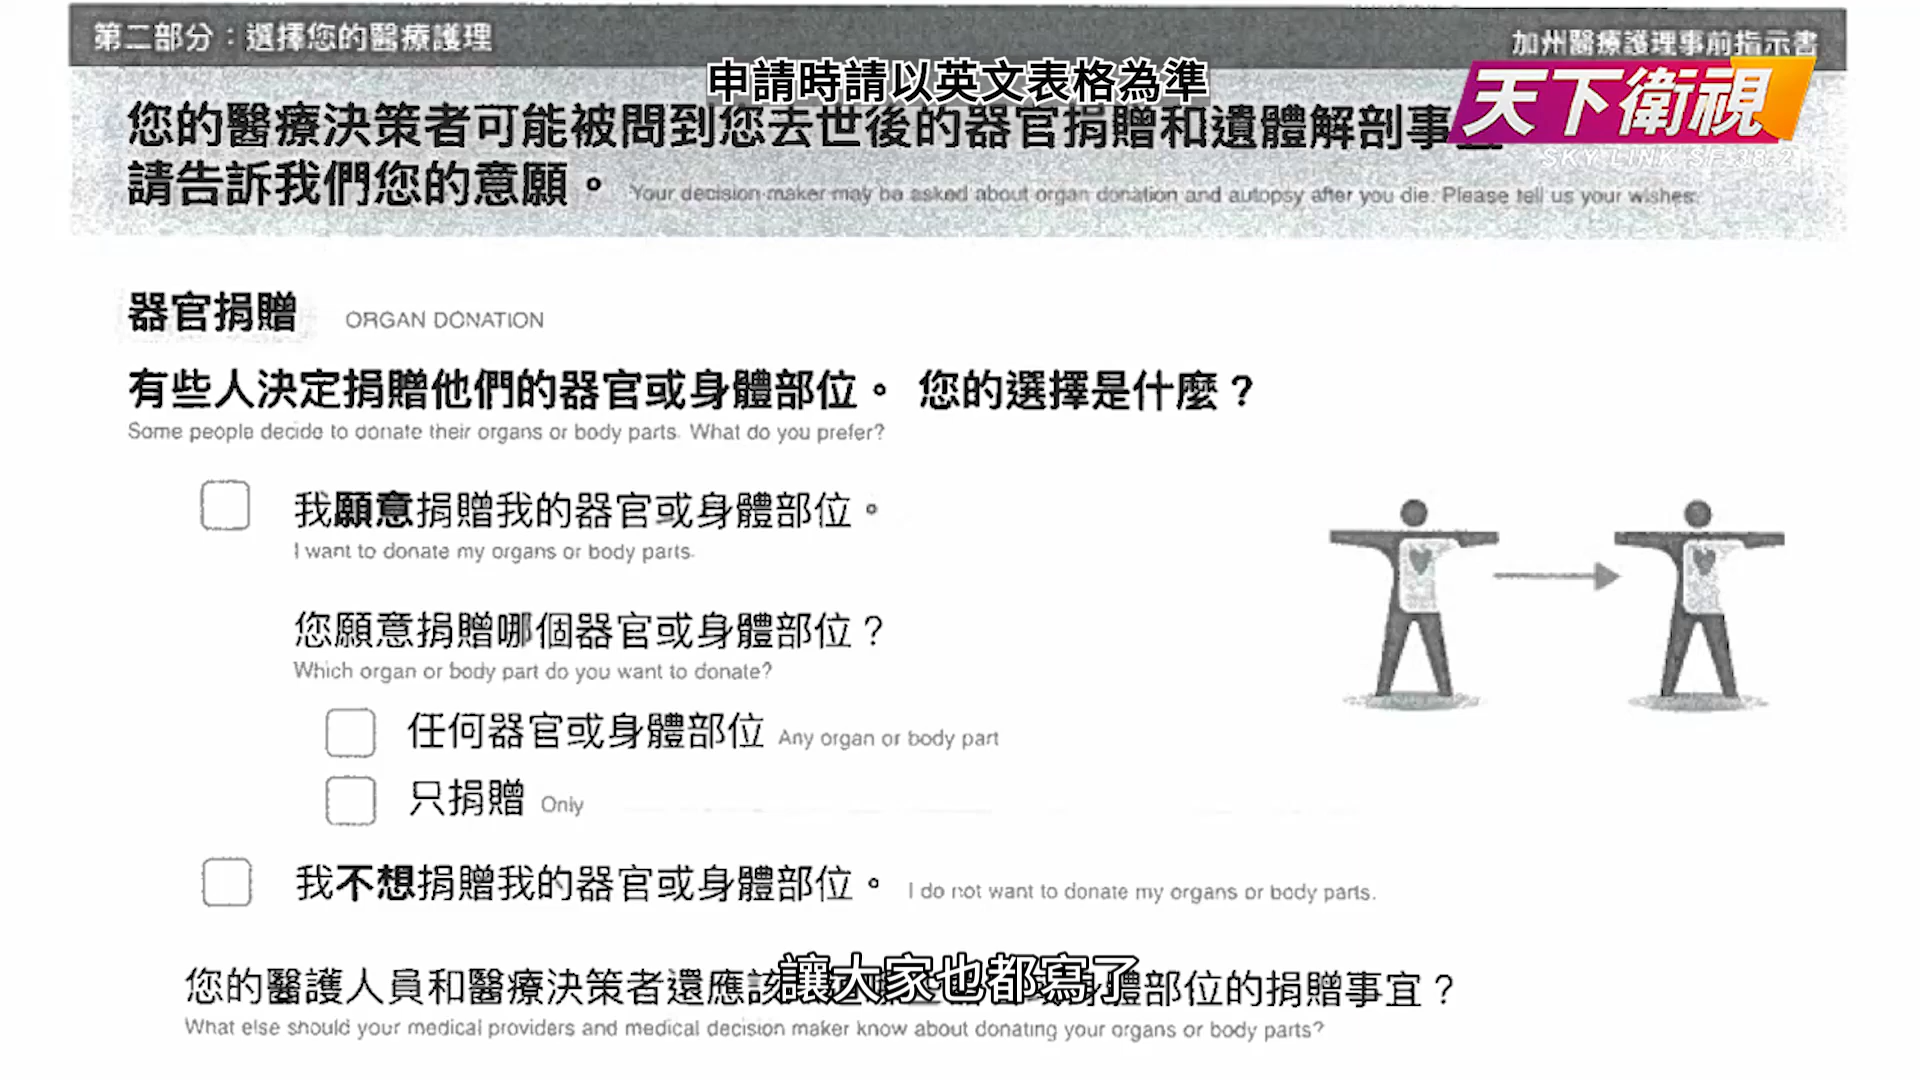 第二部分：選擇您的醫療護理
加州醫療護理事前指示書
申請時請以英文表格為準
天下衛視
SKY LINK SF 38.2
您的醫療決策者可能被問到您去世後的器官捐贈和遺體解剖事
請告訴我們您的意願。 Your decision-maker may be asked about organ donation and autopsy after you die. Please tell us your wishes.
器官捐贈 ORGAN DONATION
有些人決定捐贈他們的器官或身體部位。 您的選擇是什麼？
Some people decide to donate their organs or body parts. What do you prefer?
我願意捐贈我的器官或身體部位。
I want to donate my organs or body parts.
您願意捐贈哪個器官或身體部位？
Which organ or body part do you want to donate?
任何器官或身體部位 Any organ or body part
只捐贈 Only
我不想捐贈我的器官或身體部位。 I do not want to donate my organs or body parts.
您的醫護人員和醫療決策者還應該 體部位的捐贈事宜？
讓大家也都寫了
What else should your medical providers and medical decision maker know about donating your organs or body parts?